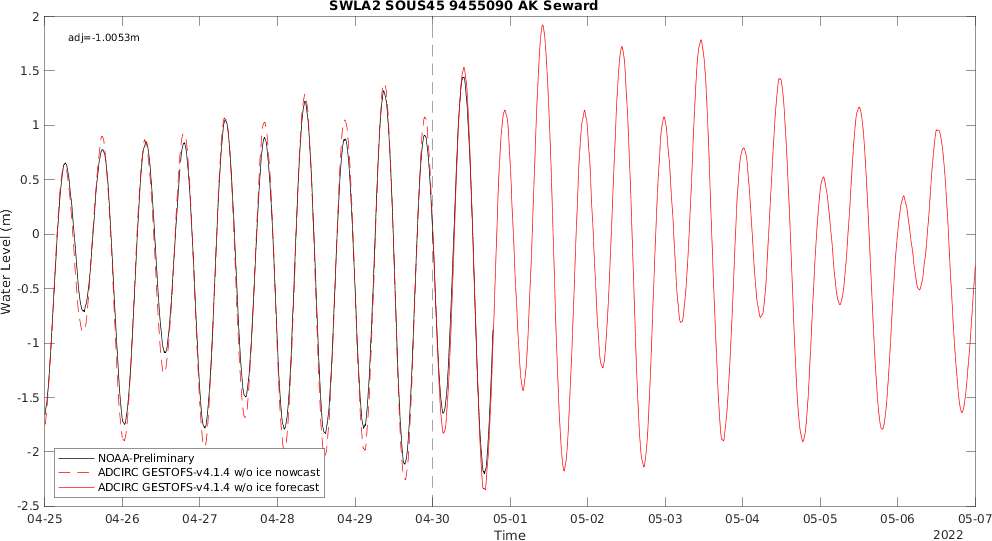 SWLA2 SOUS45 9455090 AK Seward
adj=-1.0053m
Water Level (m)
2
1.5
1
0.5
0
-0.5
-1
-1.5
-2
-2.5
NOAA-Preliminary
ADCIRC GESTOFS-v4.1.4 w/o ice nowcast
ADCIRC GESTOFS-v4.1.4 w/o ice forecast
04-25 04-26 04-27 04-28 04-29 04-30 05-01 05-02 05-03 05-04 05-05 05-06 05-07
Time
2022